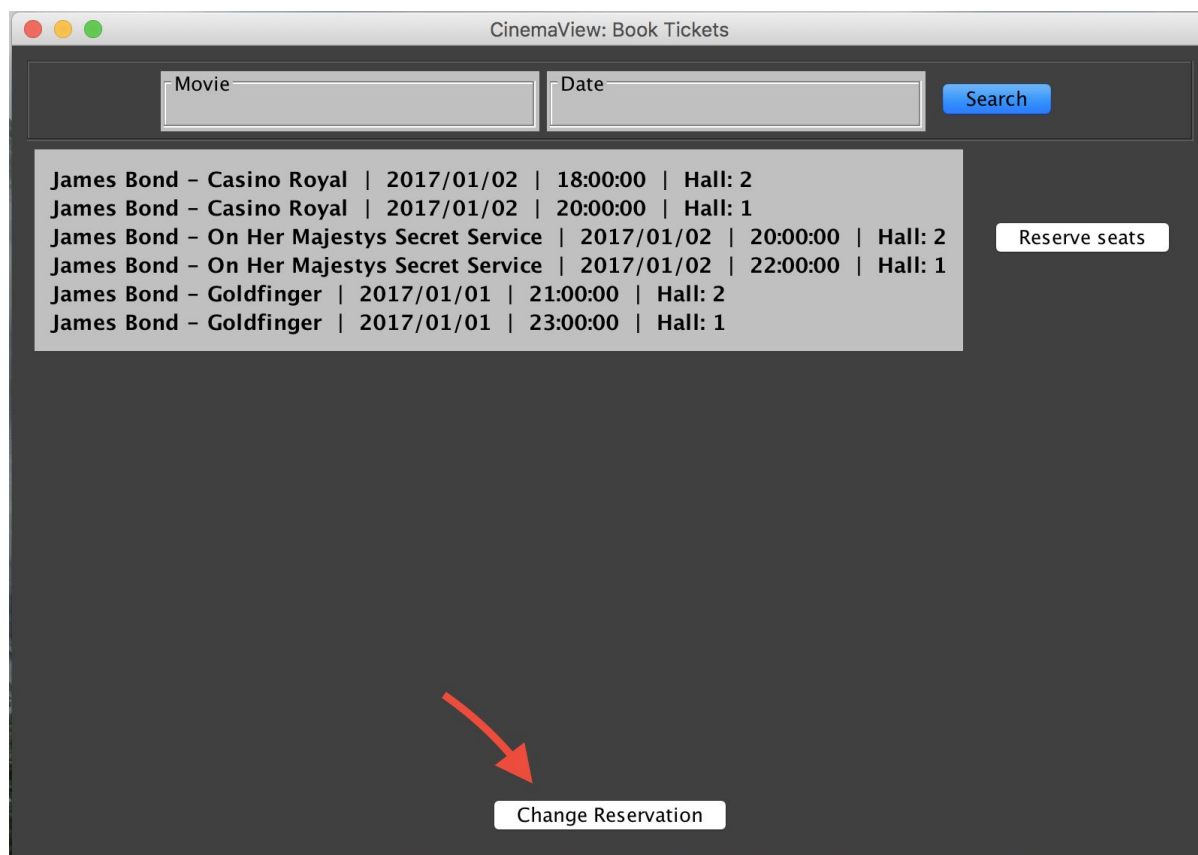 CinemaView: Book Tickets
Movie
Date
Search
James Bond – Casino Royal | 2017/01/02 | 18:00:00 | Hall: 2
James Bond – Casino Royal | 2017/01/02 | 20:00:00 | Hall: 1
James Bond – On Her Majestys Secret Service | 2017/01/02 | 20:00:00 | Hall: 2
James Bond – On Her Majestys Secret Service | 2017/01/02 | 22:00:00 | Hall: 1
James Bond – Goldfinger | 2017/01/01 | 21:00:00 | Hall: 2
James Bond – Goldfinger | 2017/01/01 | 23:00:00 | Hall: 1
Reserve seats
Change Reservation